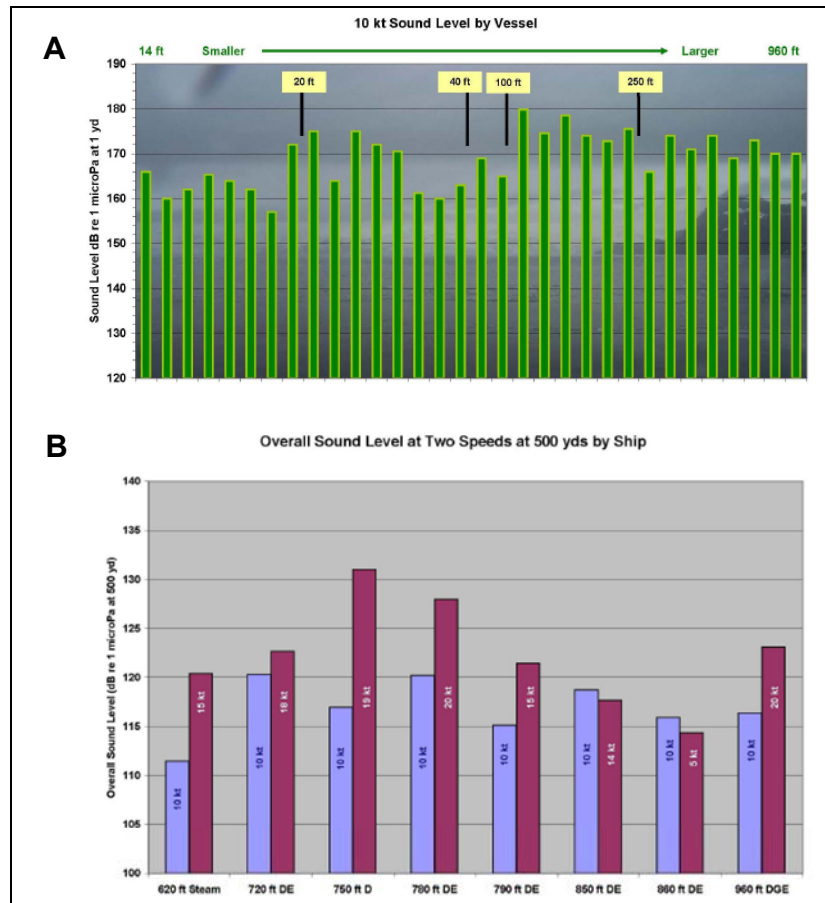 A
10 kt Sound Level by Vessel
14 ft Smaller Larger 960 ft
190
180
170
160
150
140
130
120
Sound Level dB re 1 microPa at 1 yd
20 ft
40 ft
100 ft
250 ft
B
Overall Sound Level at Two Speeds at 500 yds by Ship
140
135
130
125
120
115
110
105
100
Overall Sound Level (dB re 1 microPa at 500 yd)
10 kt
15 kt
10 kt
18 kt
10 kt
19 kt
10 kt
20 kt
10 kt
15 kt
10 kt
14 kt
10 kt
5 kt
10 kt
20 kt
620 ft Steam 720 ft DE 750 ft D 780 ft DE 790 ft DE 850 ft DE 860 ft DE 960 ft DGE